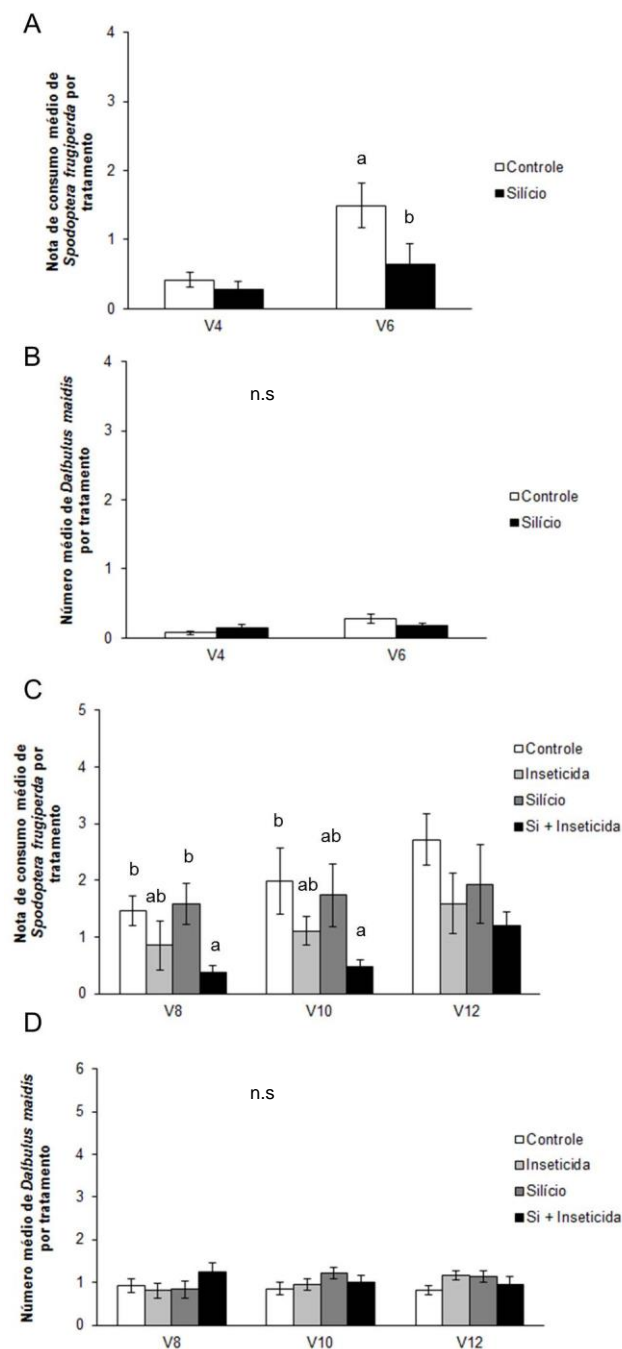 A
Nota de consumo médio de
Spodoptera frugiperda por
tratamento
4
3
2
1
0
a
b
V4
V6
Controle
Silício
B
Número médio de Dalbulus maidis
por tratamento
4
3
2
1
0
n.s
V4
V6
Controle
Silício
C
Nota de consumo médio de
Spodoptera frugiperda por
tratamento
5
4
3
2
1
0
b
ab
b
a
b
ab
ab
a
V8
V10
V12
Controle
Inseticida
Silício
Si + Inseticida
D
Número médio de Dalbulus maidis
por tratamento
6
5
4
3
2
1
0
n.s
V8
V10
V12
Controle
Inseticida
Silício
Si + Inseticida